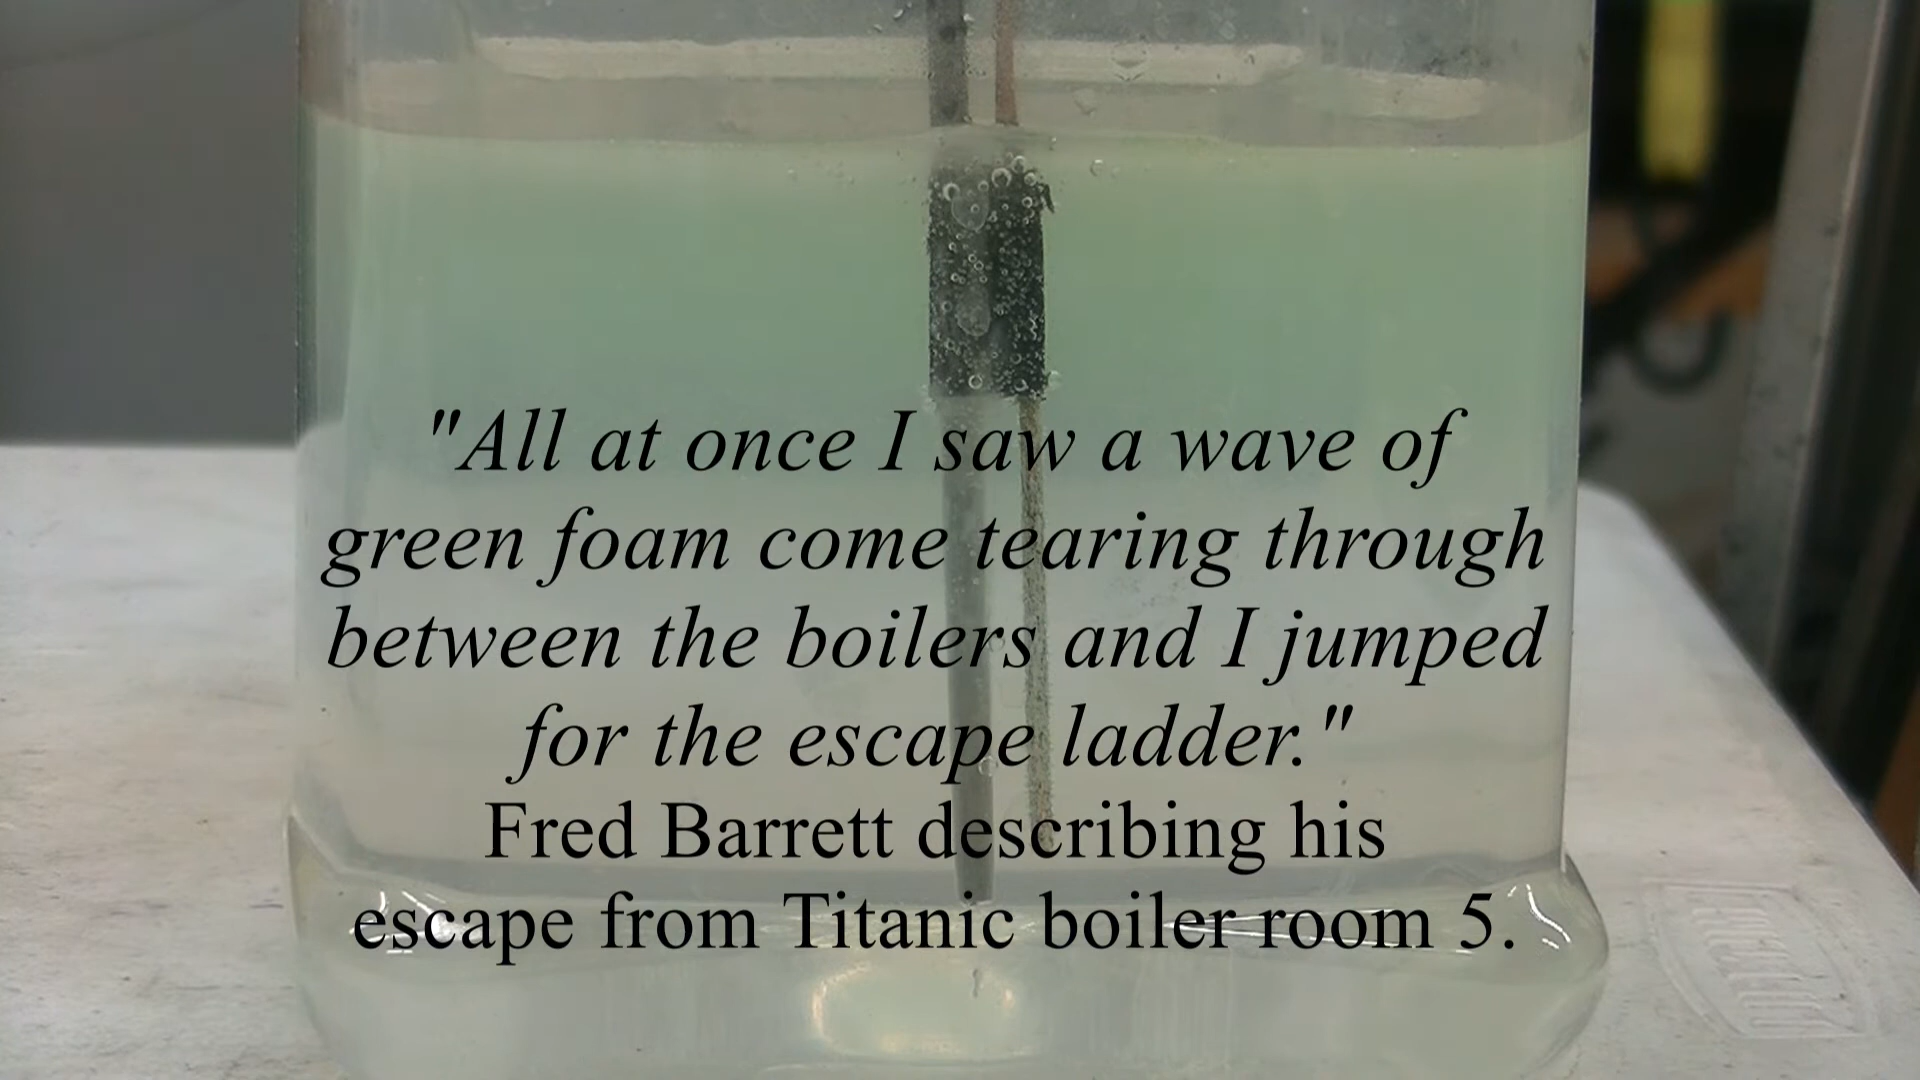 "All at once I saw a wave of
green foam come tearing through
between the boilers and I jumped
for the escape ladder."
Fred Barrett describing his
escape from Titanic boiler room 5.